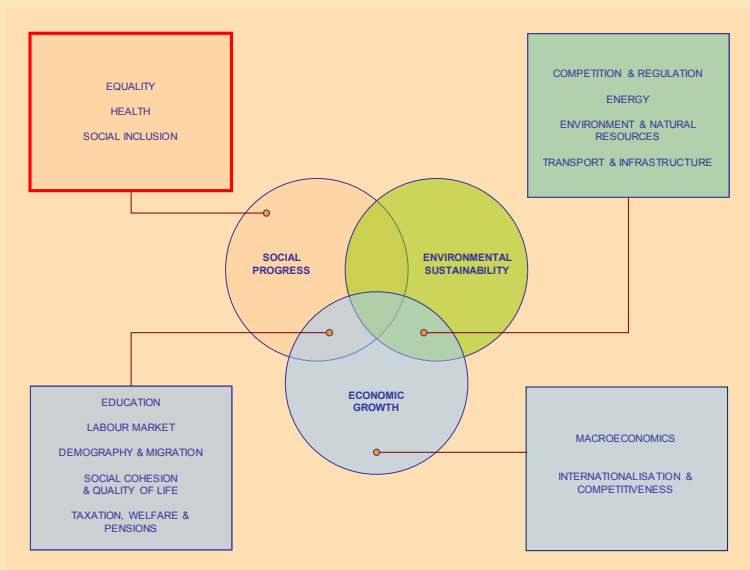 EQUALITY
HEALTH
SOCIAL INCLUSION
COMPETITION & REGULATION
ENERGY
ENVIRONMENT & NATURAL
RESOURCES
TRANSPORT & INFRASTRUCTURE
SOCIAL
PROGRESS
ENVIRONMENTAL
SUSTAINABILITY
ECONOMIC
GROWTH
EDUCATION
LABOUR MARKET
DEMOGRAPHY & MIGRATION
SOCIAL COHESION
& QUALITY OF LIFE
TAXATION, WELFARE &
PENSIONS
MACROECONOMICS
INTERNATIONALISATION &
COMPETITIVENESS